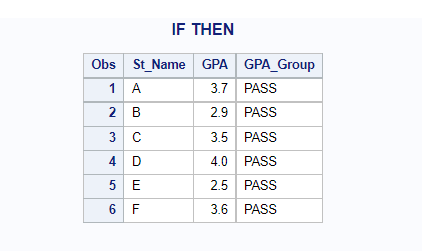 IF THEN
Obs St_Name GPA GPA_Group
1 A 3.7 PASS
2 B 2.9 PASS
3 C 3.5 PASS
4 D 4.0 PASS
5 E 2.5 PASS
6 F 3.6 PASS